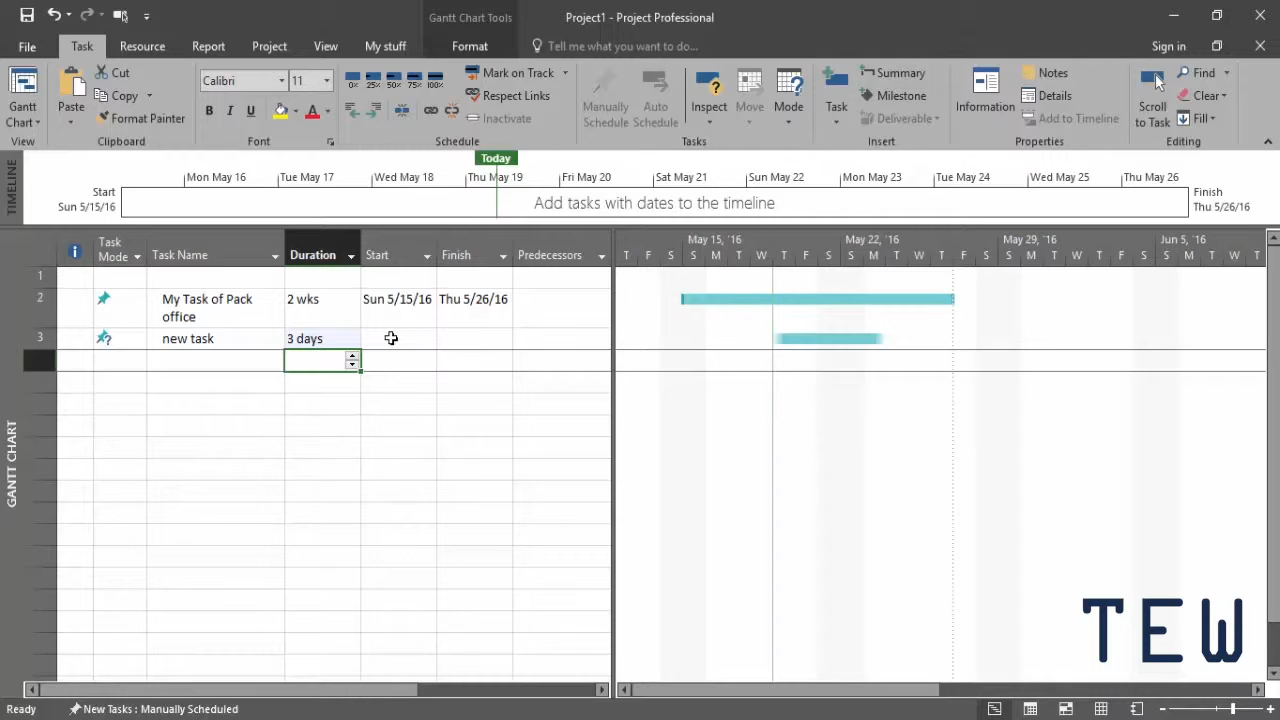 Gantt Chart Tools
Project1 - Project Professional
File
Task
Resource
Report
Project
View
My stuff
Format
Tell me what you want to do...
Sign in
Gantt
Chart
View
Paste
Cut
Copy
Format Painter
Clipboard
Calibri
11
B I U A
Font
0% 25% 50% 75% 100%
Mark on Track
Respect Links
Inactivate
Schedule
Manually
Schedule
Auto
Schedule
Inspect
Move
Mode
Tasks
Task
Summary
Milestone
Deliverable
Insert
Information
Notes
Details
Add to Timeline
Properties
Scroll
to Task
Find
Clear
Fill
Editing
TIMELINE
Today
Mon May 16
Tue May 17
Wed May 18
Thu May 19
Fri May 20
Sat May 21
Sun May 22
Mon May 23
Tue May 24
Wed May 25
Thu May 26
Start
Sun 5/15/16
Add tasks with dates to the timeline
Finish
Thu 5/26/16
GANTT CHART
Task
Mode
Task Name
Duration
Start
Finish
Predecessors
May 15, '16
May 22, '16
May 29, '16
Jun 5, '16
T F S S M T W T F S S M T W T F S S M T W T F S S M T W T
1
2
My Task of Pack
office
2 wks
Sun 5/15/16
Thu 5/26/16
3
new task
3 days
TEW
Ready
New Tasks : Manually Scheduled